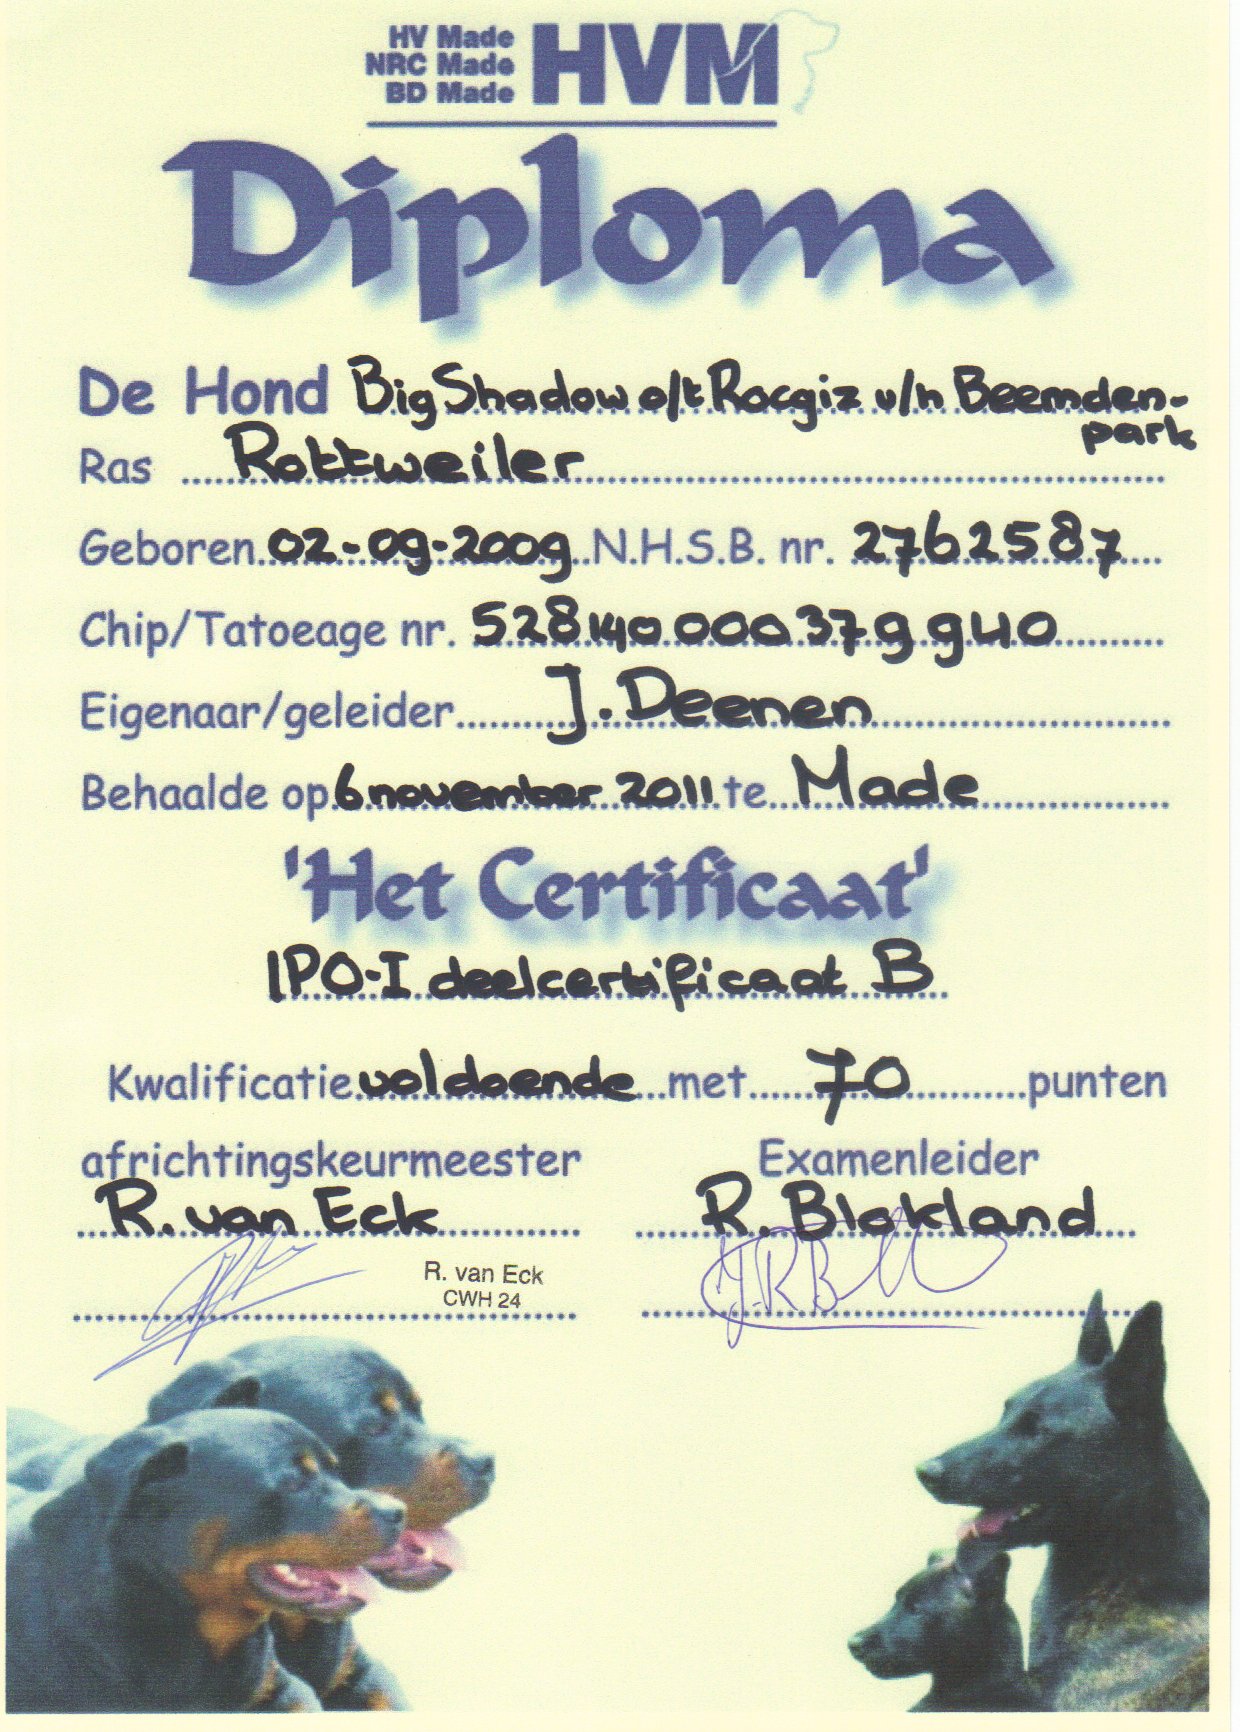 HV Made
NRC Made
BD Made
HVM
Diploma
De Hond Big Shadow o/t Rocgiz v/h Beemden-
park
Ras Rottweiler
Geboren 02-09-2009 N.H.S.B. nr. 2762587
Chip/Tatoeage nr. 528140000379940
Eigenaar/geleider J. Deenen
Behaalde op 6 november 2011 te Made
'Het Certificaat'
IPO-I deelcertificaat B
Kwalificatie voldoende met 70 punten
africhtingskeurmeester Examenleider
R. van Eck R. Blokland
R. van Eck
CWH 24